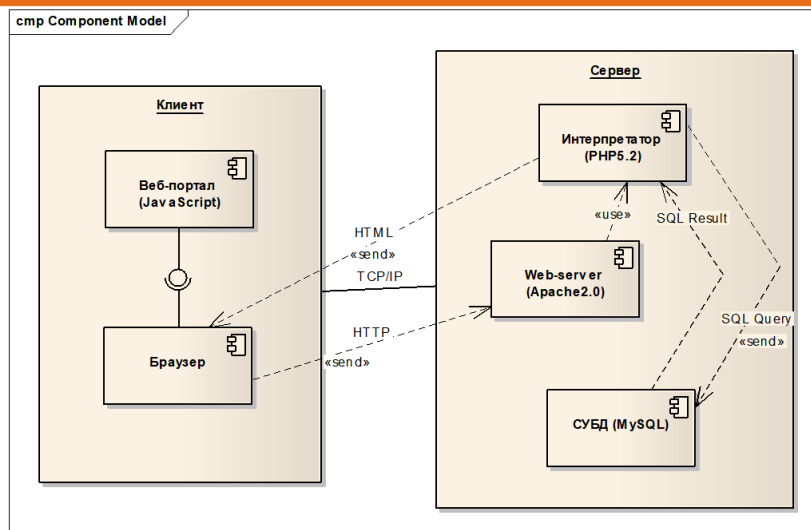 cmp Component Model
Клиент
Веб-портал
(JavaScript)
Браузер
HTML
«send»
TCP/IP
HTTP
«send»
Сервер
Интерпретатор
(PHP5.2)
«use»
SQL Result
Web-server
(Apache2.0)
SQL Query
«send»
СУБД (MySQL)